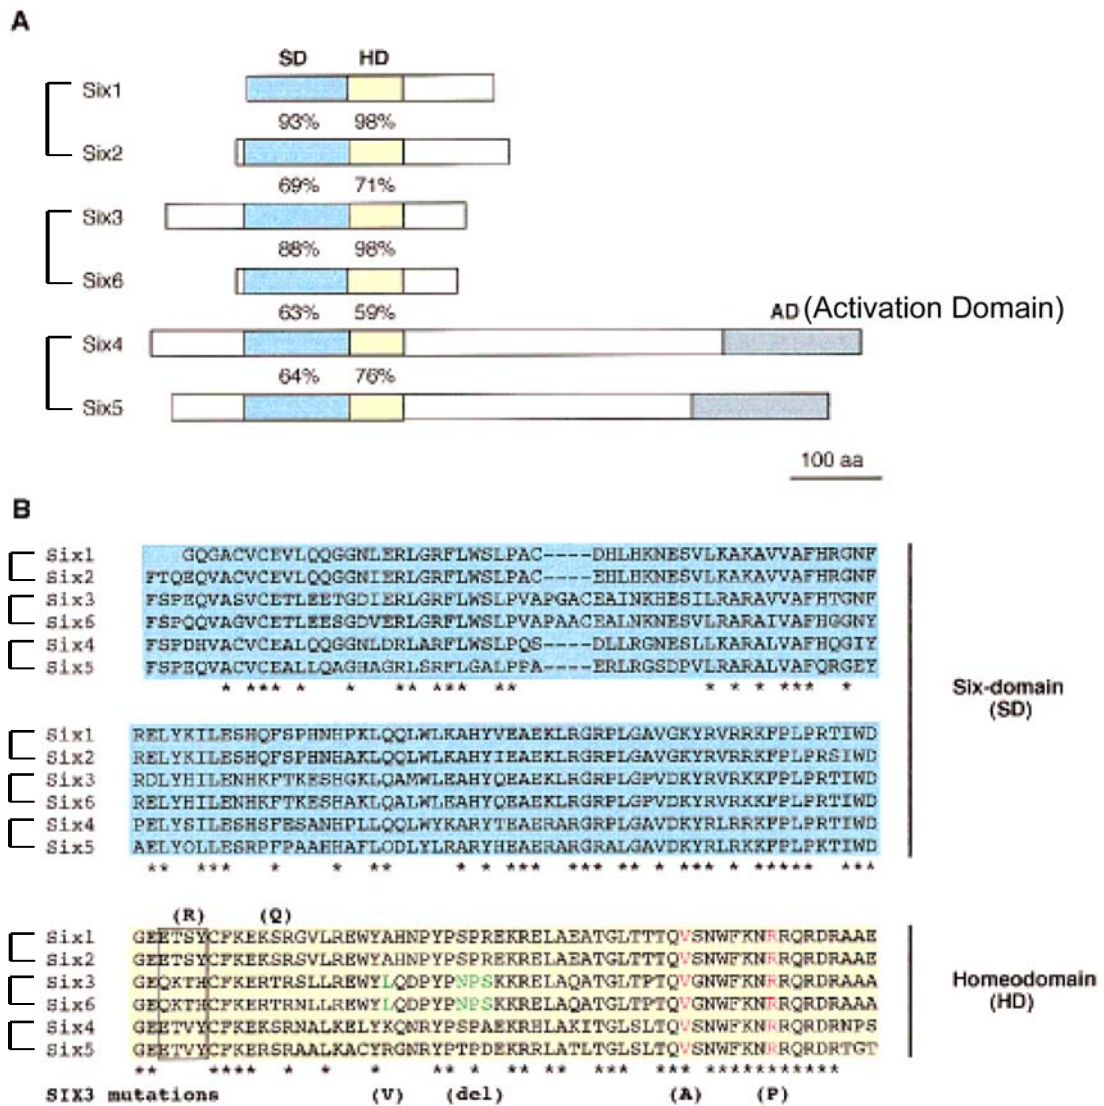 A
SD HD
Six1
93% 98%
Six2
69% 71%
Six3
88% 98%
Six6
63% 59%
AD (Activation Domain)
Six4
64% 76%
Six5
100 aa
B
Six1 GQGACVCEVLQQGGNLERLGRFLWSLPAC----DHLHKNESVLKAKAVVAFHRGNF
Six2 FTQEQVACVCEVLQQGGNIERLGRFLWSLPAC----EHLHKNESVLKAKAVVAFHRGNF
Six3 FSPEQVASVCETLEETGDIERLGRFLWSLPVAPGACEAINKHESILRARAVVAFHTGNF
Six6 FSPQQVAGVCETLEESGDVERLGRFLWSLPVAPAACEALNKNESVLRARAIVAFHGGNY
Six4 FSPDHVACVCEALQQGGNLDRLARFLWSLPQS----DLLRGNESLLKARALVAFHQGIY
Six5 FSPEQVACVCEALLQAGHAGRLSRFLGALPPA----ERLRGSDPVLRARALVAFQRGEY
* *** * * ** *** ** * * * *** *
Six-domain
(SD)
Six1 RELYKILESHQFSPHNHPKLQQLWLKAHYVEAEKLRGRPLGAVGKYRVRRKFPLPRTIWD
Six2 RELYKILESHQFSPHNHAKLQQLWLKAHYIEAEKLRGRPLGAVGKYRVRRKFPLPRSIWD
Six3 RDLYHILENHKFTKESHGKLQAMWLEAHYQEAEKLRGRPLGPVDKYRVRKKFPLPRTIWD
Six6 RELYHILENHKFTKESHAKLQALWLEAHYQEAEKLRGRPLGPVDKYRVRKKFPLPRTIWD
Six4 PELYSILESHSFESANHPLLQQLWYKARYTEAERARGRPLGAVDKYRLRRKFPLPRTIWD
Six5 AELYQLLESRPFPAAHHAFLQDLYLRARYHEAERARGRALGAVDKYRLRKKFPLPKTIWD
** *** * * ** * * *** *** * *** * ***** ***
(R) (Q)
Six1 GEETSYCFKEKSRGVLREWYAHNPYPSPREKRELAEATGLTTTQVSNWFKNRRQRDRAAE
Six2 GEETSYCFKEKSRSVLREWYAHNPYPSPREKRELAEATGLTTTQVSNWFKNRRQRDRAAE
Six3 GEQKTHCFKERTRSLLREWYLQDPYPNPSKKRELAQATGLTPTQVGNWFKNRRQRDRAAA
Six6 GEQKTHCFKERTRNLLREWYLQDPYPNPSKKRELAQATGLTPTQVGNWFKNRRQRDRAAA
Six4 GEETVYCFKEKSRNALKELYKQNRYPSPAEKRHLAKITGLSLTQVSNWFKNRRQRDRNPS
Six5 GEETVYCFKERSRAALKACYRGNRYPTPDEKRRLATLTGLSLTQVSNWFKNRRQRDRTGT
** **** * * * ** * ** ** *** *** **************
Homeodomain
(HD)
SIX3 mutations (V) (del) (A) (P)